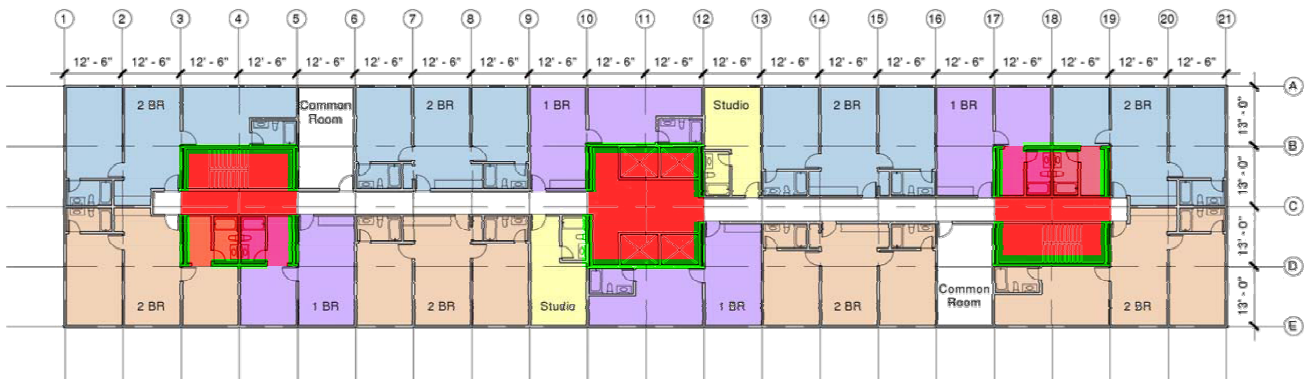 1 2 3 4 5 6 7 8 9 10 11 12 13 14 15 16 17 18 19 20 21
12' - 6" 12' - 6" 12' - 6" 12' - 6" 12' - 6" 12' - 6" 12' - 6" 12' - 6" 12' - 6" 12' - 6" 12' - 6" 12' - 6" 12' - 6" 12' - 6" 12' - 6" 12' - 6" 12' - 6" 12' - 6" 12' - 6" 12' - 6"
A
2 BR Common Room 2 BR 1 BR Studio 2 BR 1 BR 2 BR
13' - 0"
B
13' - 0"
C
13' - 0"
D
13' - 0"
2 BR 1 BR 2 BR Studio 1 BR 2 BR Common Room 2 BR
E